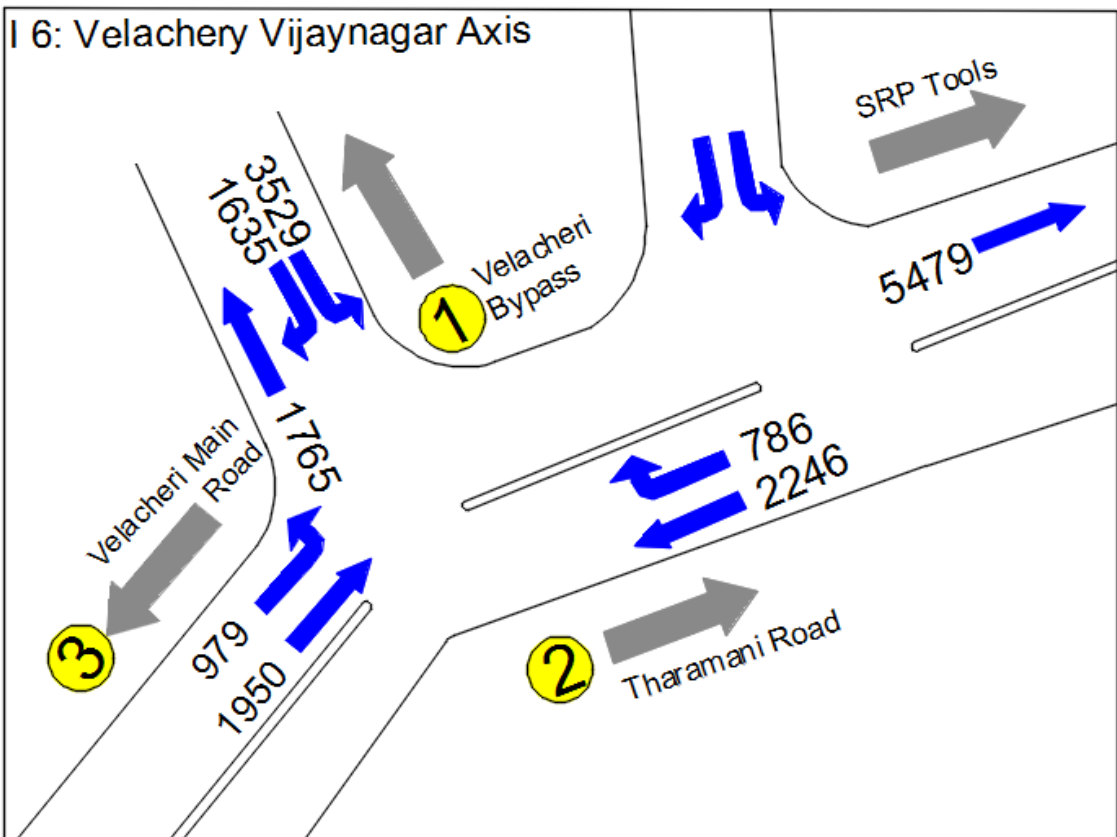 I 6: Velachery Vijaynagar Axis
SRP Tools
3529
1635
Velacheri
Bypass
1
5479
1765
786
2246
Velacheri Main
Road
3
979
1950
2
Tharamani Road